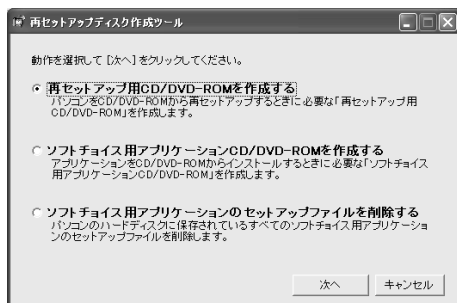 再セットアップディスク作成ツール
動作を選択して [次へ] をクリックしてください。
再セットアップ用CD/DVD-ROMを作成する
パソコンをCD/DVD-ROMから再セットアップするときに必要な「再セットアップ用
CD/DVD-ROM」を作成します。
ソフトチョイス用アプリケーションCD/DVD-ROMを作成する
アプリケーションをCD/DVD-ROMからインストールするときに必要な「ソフトチョイス
用アプリケーションCD/DVD-ROM」を作成します。
ソフトチョイス用アプリケーションのセットアップファイルを削除する
パソコンのハードディスクに保存されているすべてのソフトチョイス用アプリケーショ
ンのセットアップファイルを削除します。
次へ
キャンセル